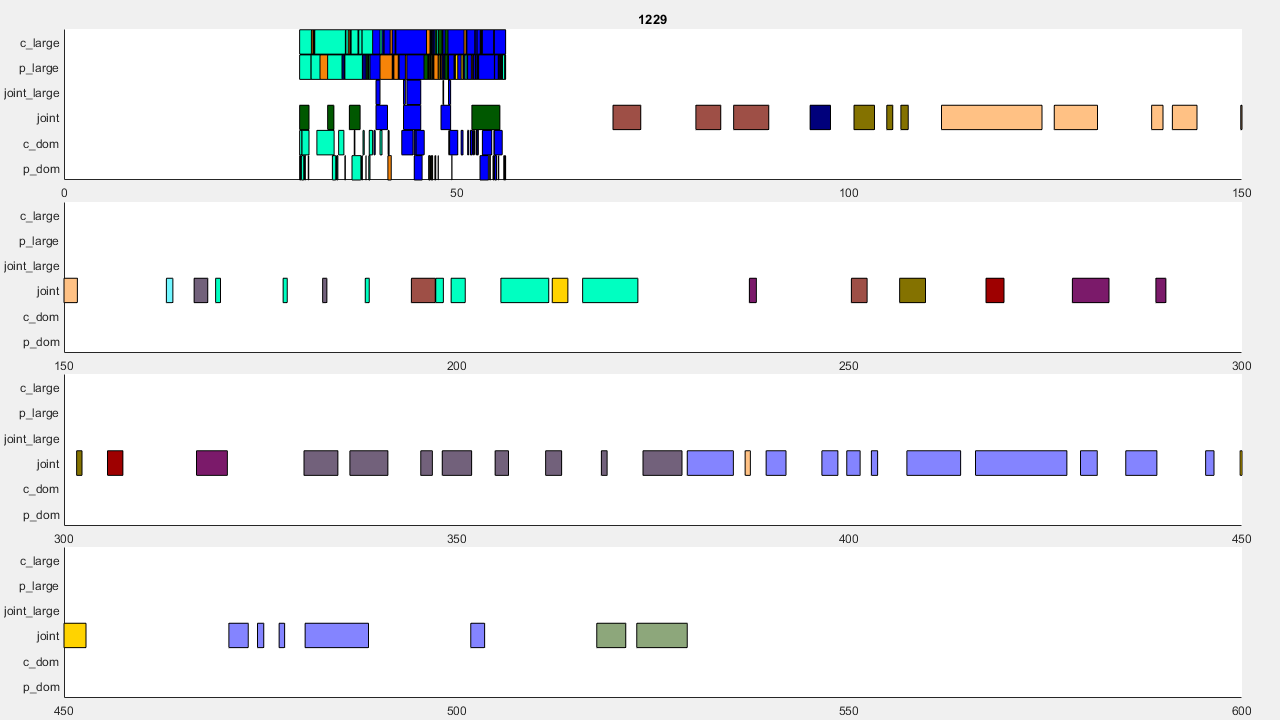 1229
c_large
p_large
joint_large
joint
c_dom
p_dom
0 50 100 150
c_large
p_large
joint_large
joint
c_dom
p_dom
150 200 250 300
c_large
p_large
joint_large
joint
c_dom
p_dom
300 350 400 450
c_large
p_large
joint_large
joint
c_dom
p_dom
450 500 550 600